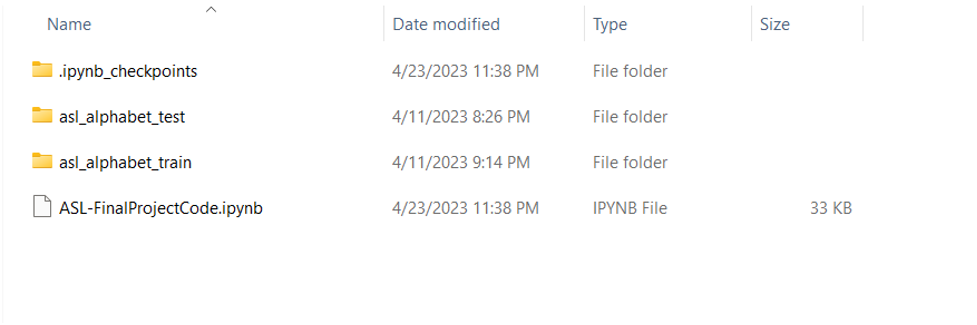 Name Date modified Type Size
.ipynb_checkpoints 4/23/2023 11:38 PM File folder
asl_alphabet_test 4/11/2023 8:26 PM File folder
asl_alphabet_train 4/11/2023 9:14 PM File folder
ASL-FinalProjectCode.ipynb 4/23/2023 11:38 PM IPYNB File 33 KB